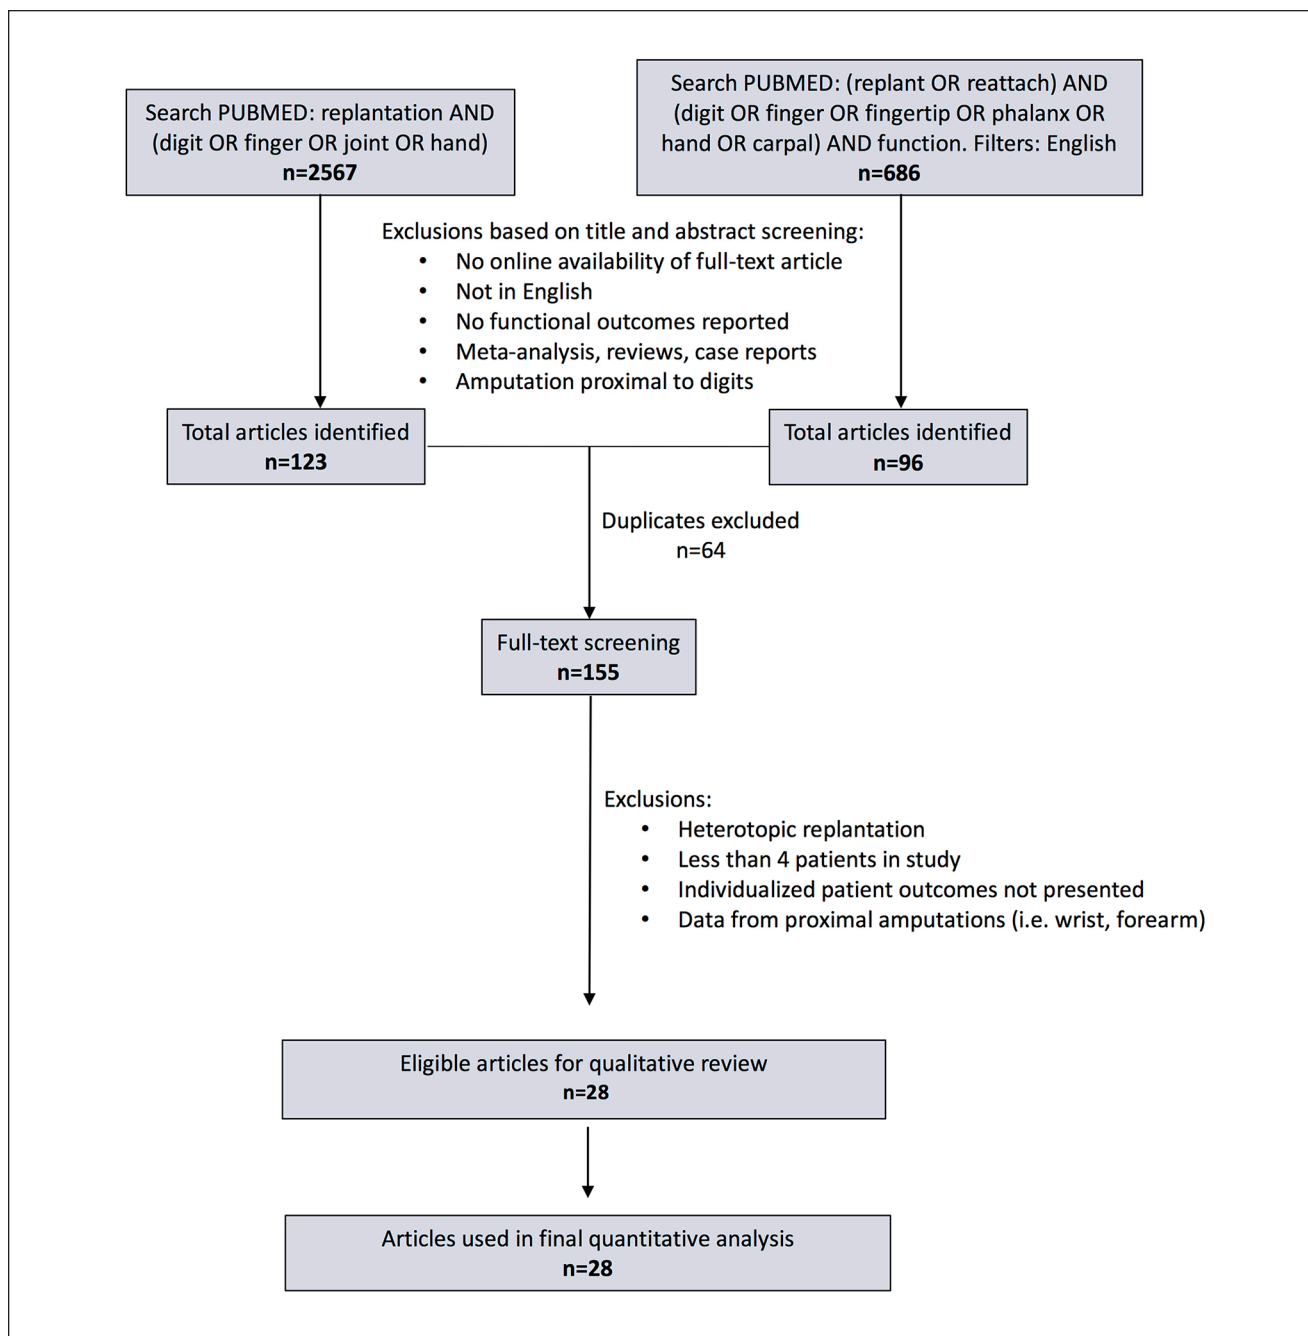 Search PUBMED: replantation AND
(digit OR finger OR joint OR hand)
n=2567
Search PUBMED: (replant OR reattach) AND
(digit OR finger OR fingertip OR phalanx OR
hand OR carpal) AND function. Filters: English
n=686
Exclusions based on title and abstract screening:
• No online availability of full-text article
• Not in English
• No functional outcomes reported
• Meta-analysis, reviews, case reports
• Amputation proximal to digits
Total articles identified
n=123
Total articles identified
n=96
Duplicates excluded
n=64
Full-text screening
n=155
Exclusions:
• Heterotopic replantation
• Less than 4 patients in study
• Individualized patient outcomes not presented
• Data from proximal amputations (i.e. wrist, forearm)
Eligible articles for qualitative review
n=28
Articles used in final quantitative analysis
n=28